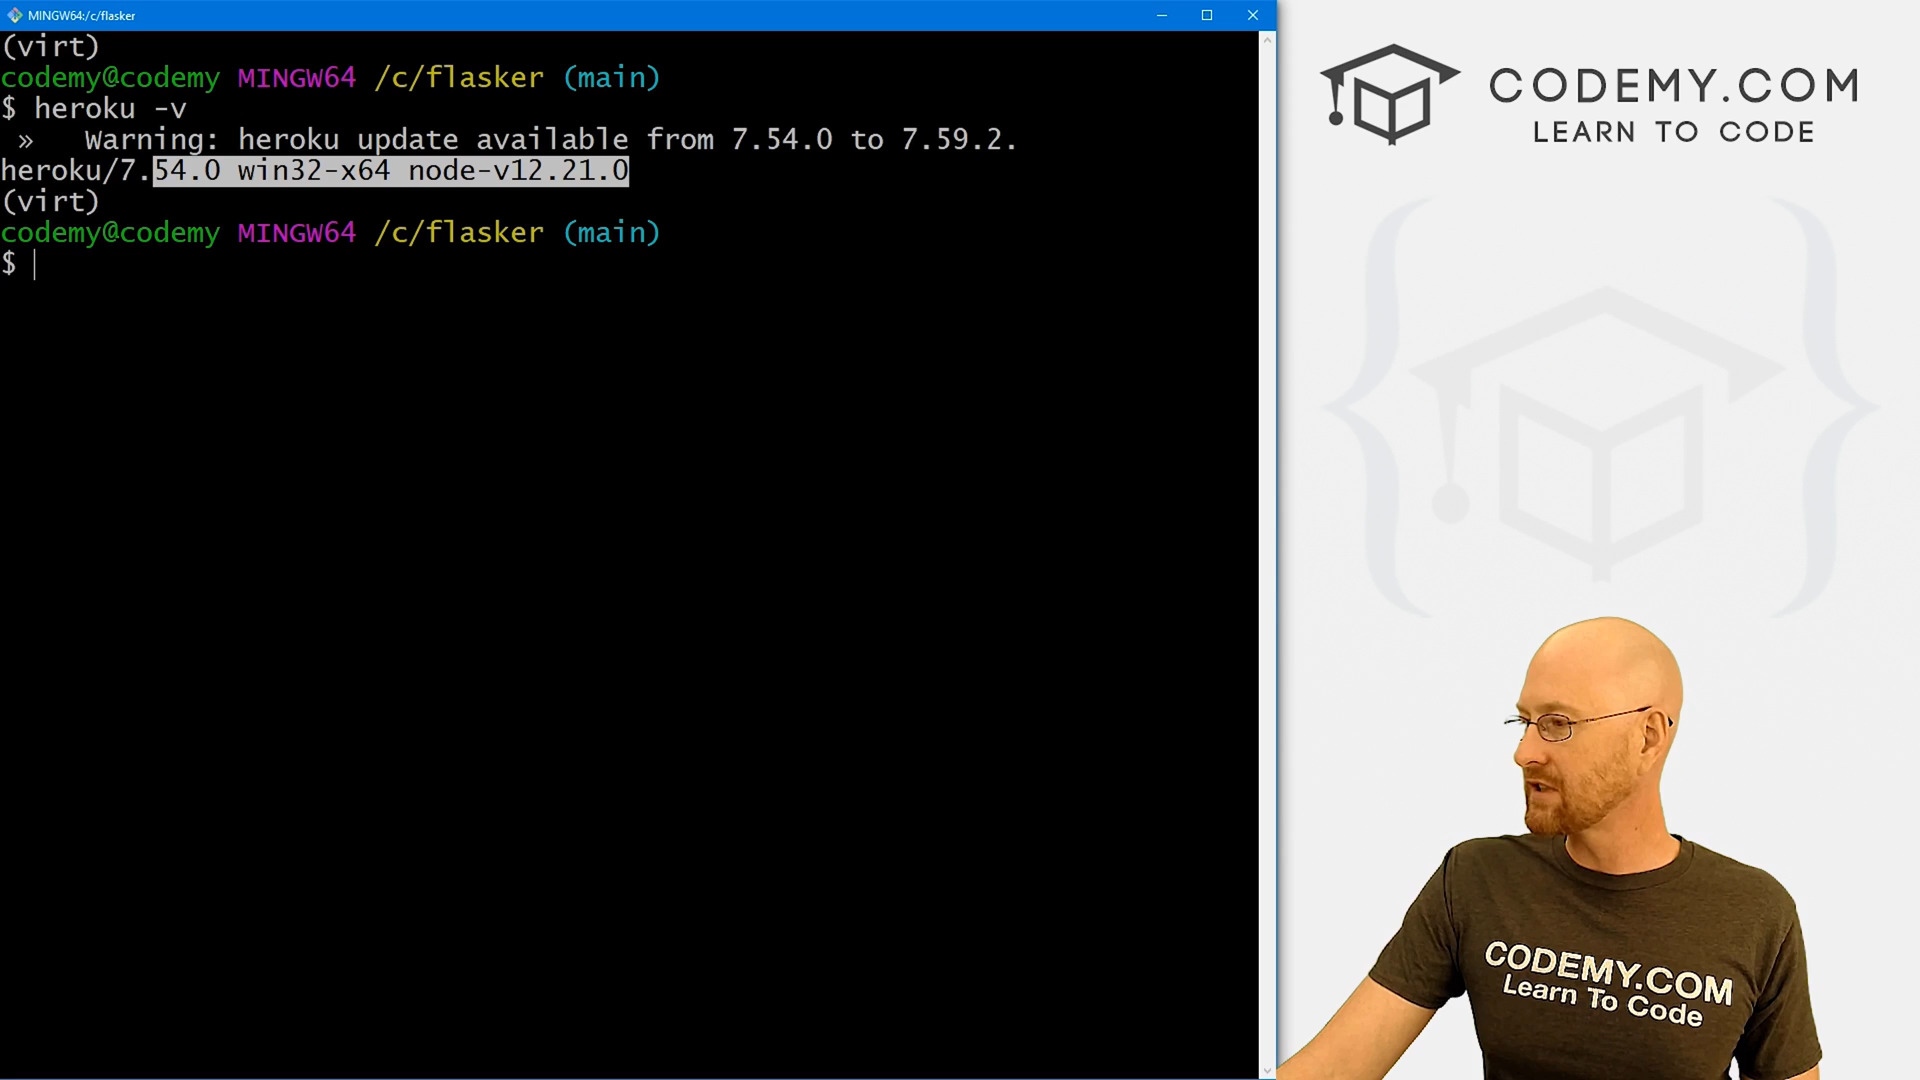 MINGW64:/c/flasker
(virt)
codemy@codemy MINGW64 /c/flasker (main)
$ heroku -v
»   Warning: heroku update available from 7.54.0 to 7.59.2.
heroku/7.54.0 win32-x64 node-v12.21.0
(virt)
codemy@codemy MINGW64 /c/flasker (main)
$
CODEMY.COM
LEARN TO CODE
CODEMY.COM
Learn To Code